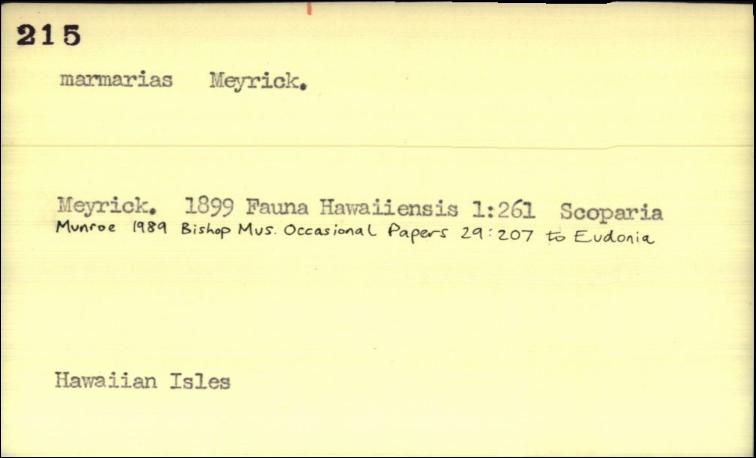 215
marmarias Meyrick.
Meyrick. 1899 Fauna Hawaiiensis 1:261 Scoparia
Munroe 1989 Bishop Mus. Occasional Papers 29:207 to Eudonia
Hawaiian Isles